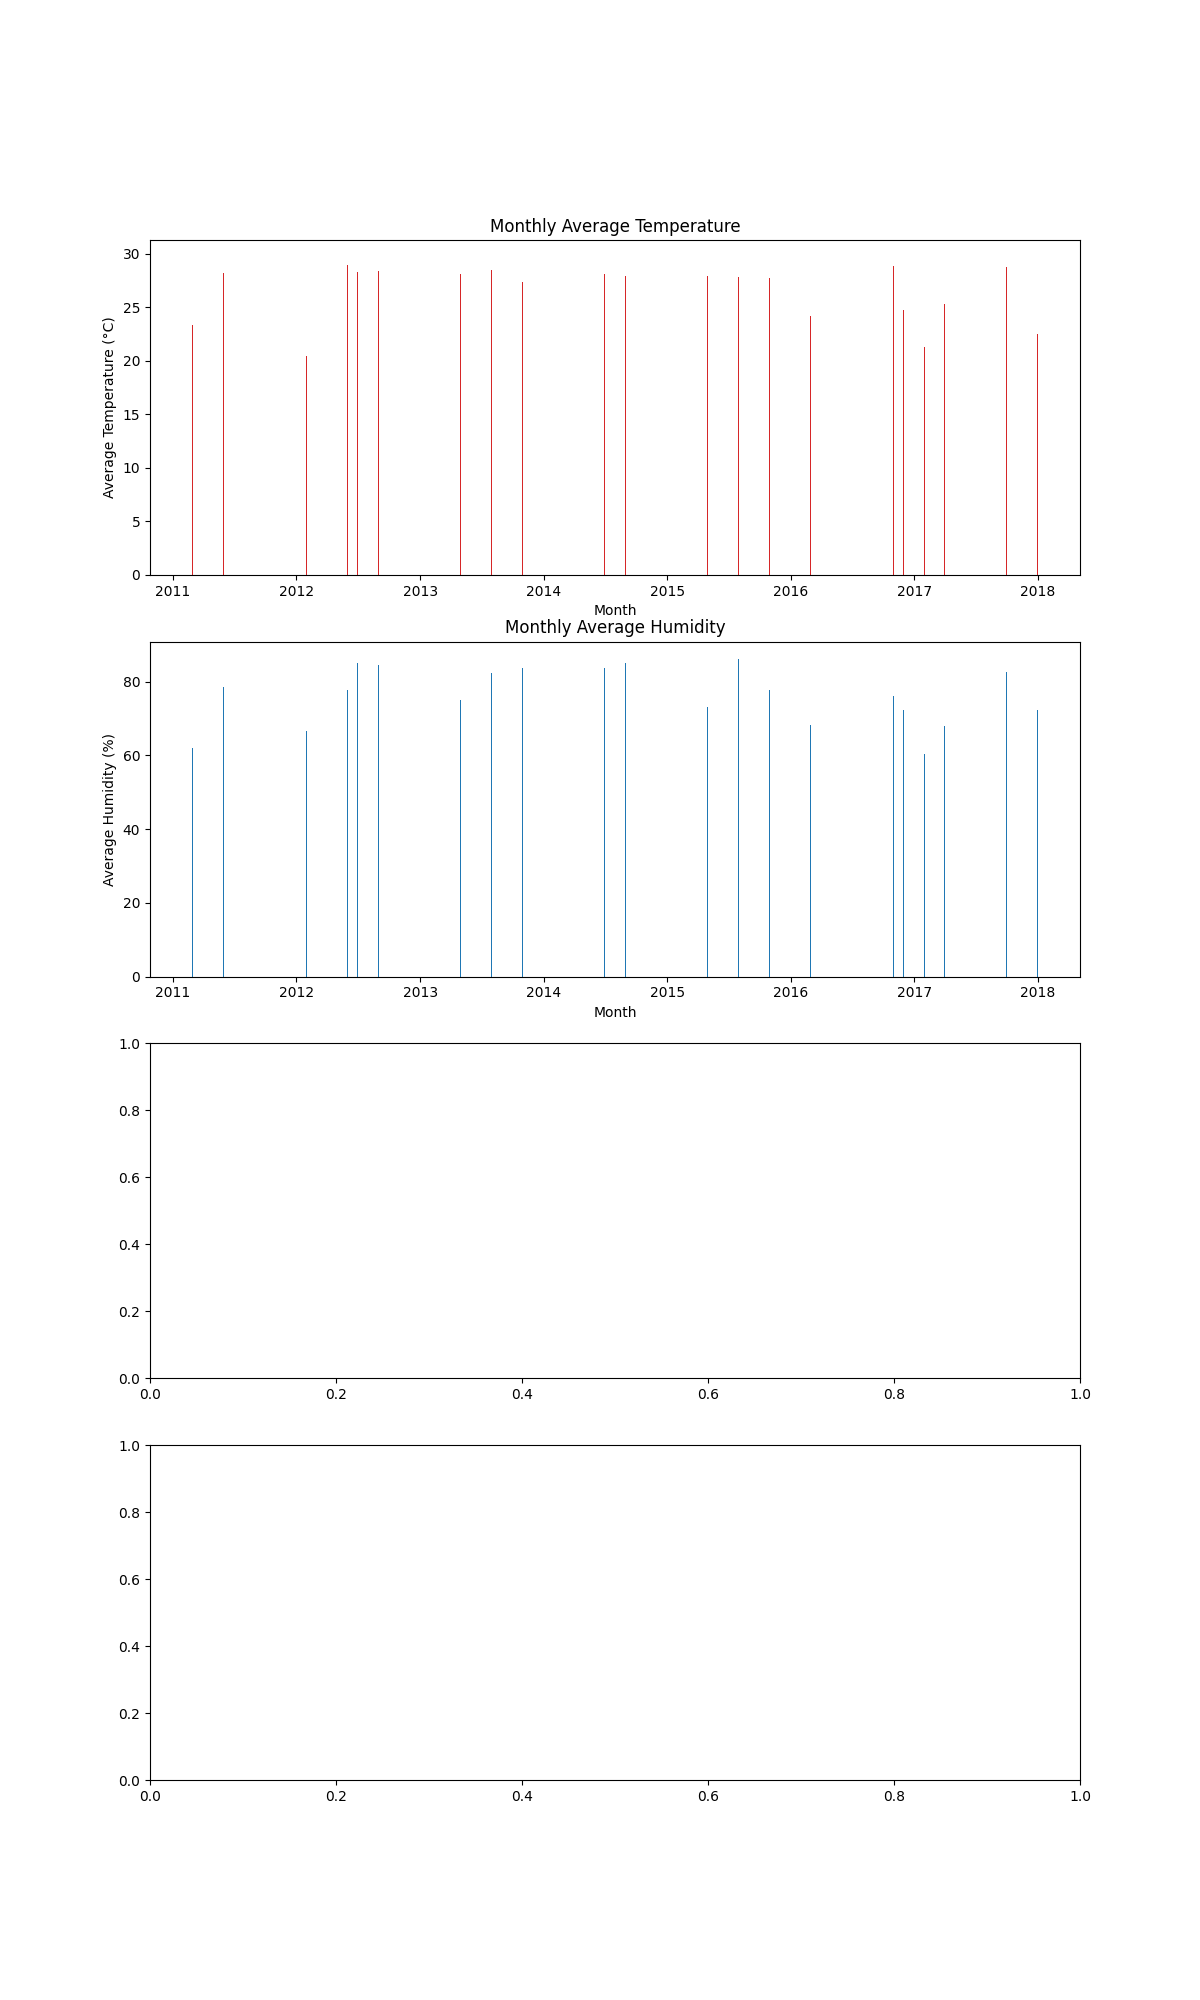 Monthly Average Temperature
30
25
20
15
10
5
0
Average Temperature (°C)
2011 2012 2013 2014 2015 2016 2017 2018
Month
Monthly Average Humidity
80
60
40
20
0
Average Humidity (%)
2011 2012 2013 2014 2015 2016 2017 2018
Month
1.0
0.8
0.6
0.4
0.2
0.0
0.0 0.2 0.4 0.6 0.8 1.0
1.0
0.8
0.6
0.4
0.2
0.0
0.0 0.2 0.4 0.6 0.8 1.0